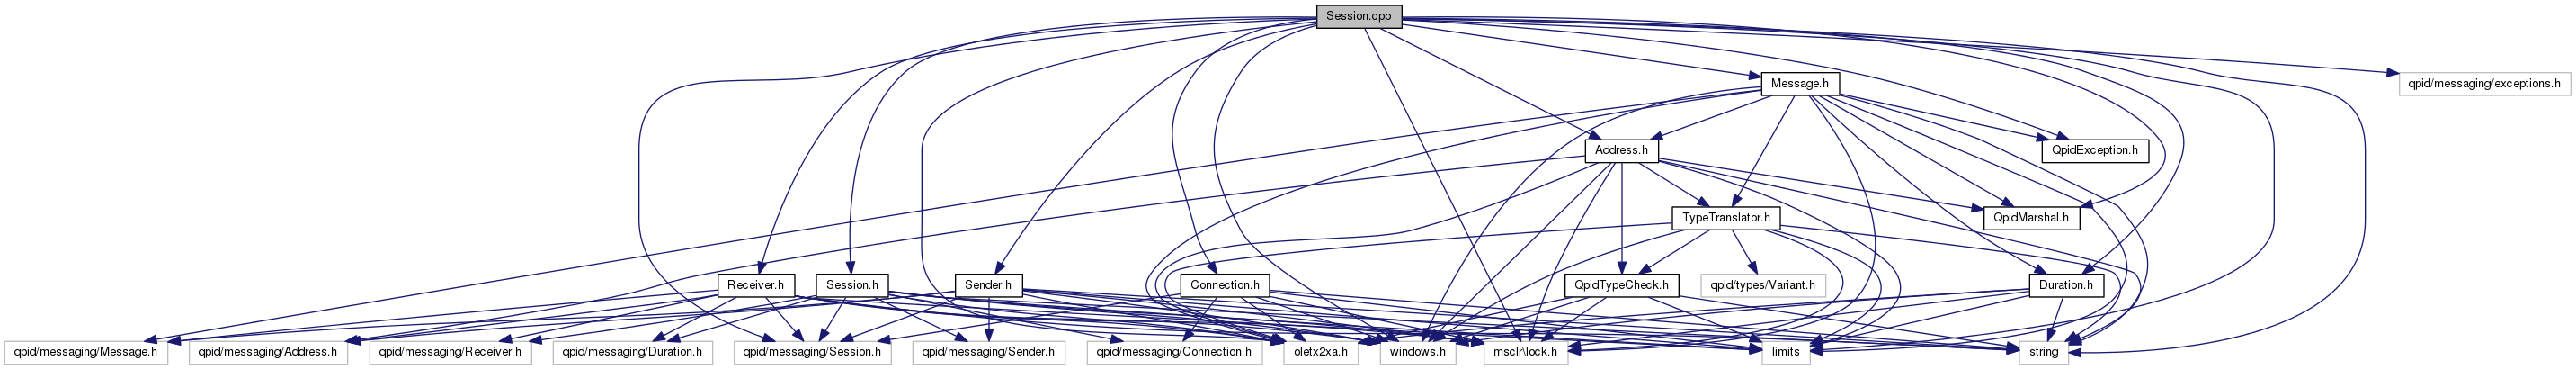 Session.cpp
Message.h
qpid/messaging/exceptions.h
Address.h
QpidException.h
TypeTranslator.h
QpidMarshal.h
Receiver.h
Session.h
Sender.h
Connection.h
QpidTypeCheck.h
qpid/types/Variant.h
Duration.h
qpid/messaging/Message.h
qpid/messaging/Address.h
qpid/messaging/Receiver.h
qpid/messaging/Duration.h
qpid/messaging/Session.h
qpid/messaging/Sender.h
qpid/messaging/Connection.h
oletx2xa.h
windows.h
msclr\lock.h
limits
string